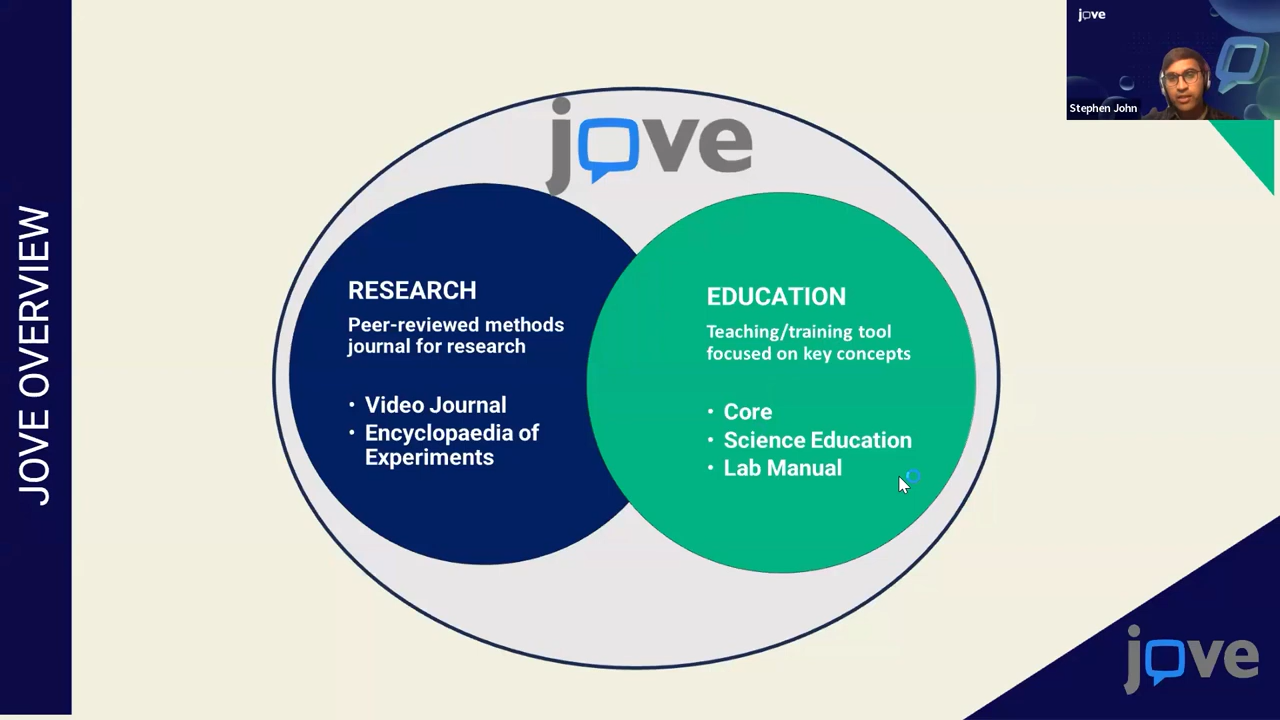 JOVE OVERVIEW
jove
RESEARCH
Peer-reviewed methods
journal for research
• Video Journal
• Encyclopaedia of
Experiments
EDUCATION
Teaching/training tool
focused on key concepts
• Core
• Science Education
• Lab Manual
jove
Stephen John
jove